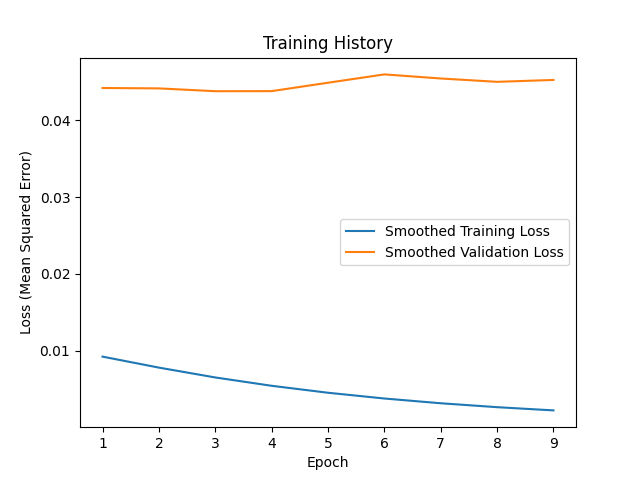 Training History
Loss (Mean Squared Error)
0.04
0.03
0.02
0.01
Smoothed Training Loss
Smoothed Validation Loss
1 2 3 4 5 6 7 8 9
Epoch